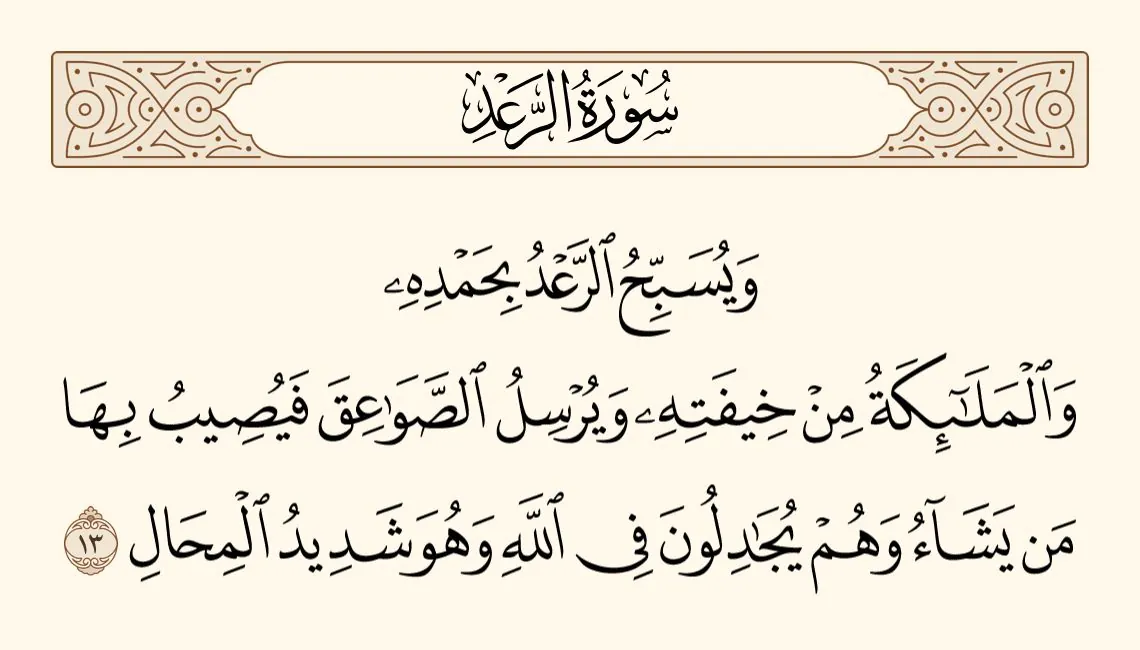 سُورَةُ الرَّعْدِ
وَيُسَبِّحُ ٱلرَّعْدُ بِحَمْدِهِۦ
وَٱلْمَلَـٰٓئِكَةُ مِنْ خِيفَتِهِۦ وَيُرْسِلُ ٱلصَّوَٰعِقَ فَيُصِيبُ بِهَا
مَن يَشَآءُ وَهُمْ يُجَـٰدِلُونَ فِى ٱللَّهِ وَهُوَ شَدِيدُ ٱلْمِحَالِ ١٣